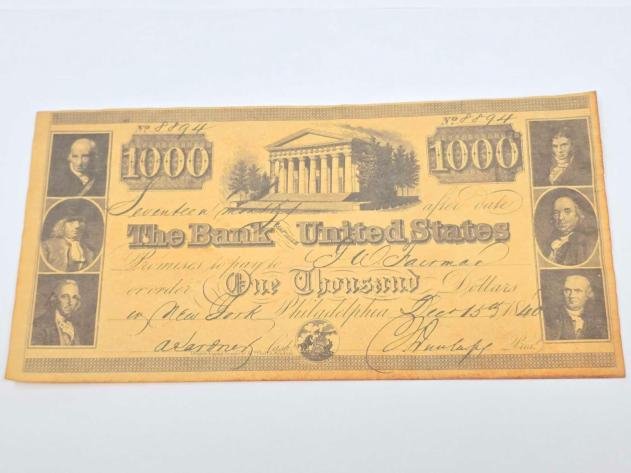 Nº 8894 Nº 8894
1000 1000
Seventeen months after date
The Bank of the United States
Promises to pay to
or order One Thousand Dollars
in New York Philadelphia Dec 15th 1840
Cash Pres